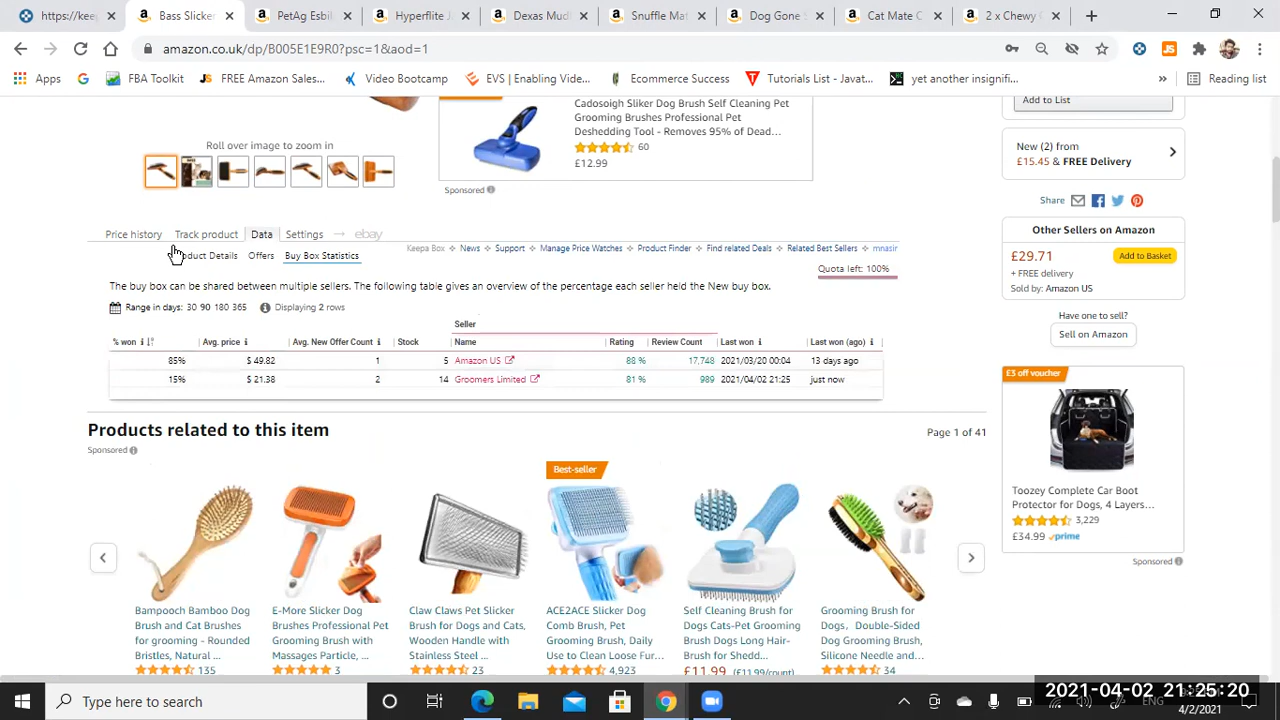 https://keep
Bass Slicker
PetAg Esbil
Hyperflite J
Dexas Mudl
Snuffle Mat
Dog Gone S
Cat Mate C
2 x Chewy C
amazon.co.uk/dp/B005E1E9R0?psc=1&aod=1
Apps
FBA Toolkit
FREE Amazon Sales...
Video Bootcamp
EVS | Enabling Vide...
Ecommerce Success
Tutorials List - Javat...
yet another insignifi...
»
Reading list
Cadosoigh Sliker Dog Brush Self Cleaning Pet
Grooming Brushes Professional Pet
Deshedding Tool - Removes 95% of Dead...
60
£12.99
Sponsored
Roll over image to zoom in
Add to List
New (2) from
£15.45 & FREE Delivery
Share
Other Sellers on Amazon
£29.71
Add to Basket
+ FREE delivery
Sold by: Amazon US
Have one to sell?
Sell on Amazon
Price history Track product Data Settings → ebay
Keepa Box News Support Manage Price Watches Product Finder Find related Deals Related Best Sellers mnasir
oduct Details Offers Buy Box Statistics
Quota left: 100%
The buy box can be shared between multiple sellers. The following table gives an overview of the percentage each seller held the New buy box.
Range in days: 30 90 180 365 Displaying 2 rows
Seller
% won Avg. price Avg. New Offer Count Stock Name Rating Review Count Last won Last won (ago)
85% $ 49.82 1 5 Amazon US 88 % 17,748 2021/03/20 00:04 13 days ago
15% $ 21.38 2 14 Groomers Limited 81 % 989 2021/04/02 21:25 just now
£3 off voucher
Toozey Complete Car Boot
Protector for Dogs, 4 Layers...
3,229
£34.99 prime
Sponsored
Products related to this item
Page 1 of 41
Sponsored
Best-seller
Bampooch Bamboo Dog
Brush and Cat Brushes
for grooming - Rounded
Bristles, Natural ...
135
E-More Slicker Dog
Brushes Professional Pet
Grooming Brush with
Massages Particle, ...
3
Claw Claws Pet Slicker
Brush for Dogs and Cats,
Wooden Handle with
Stainless Steel ...
23
ACE2ACE Slicker Dog
Comb Brush, Pet
Grooming Brush, Daily
Use to Clean Loose Fur...
4,923
Self Cleaning Brush for
Dogs Cats-Pet Grooming
Brush Dogs Long Hair-
Brush for Shedd...
£11.99 (£11.99/count)
Grooming Brush for
Dogs, Double-Sided
Dog Grooming Brush,
Silicone Needle and...
34
Type here to search
ENG
4/2/2021
2021-04-02 21:25:20